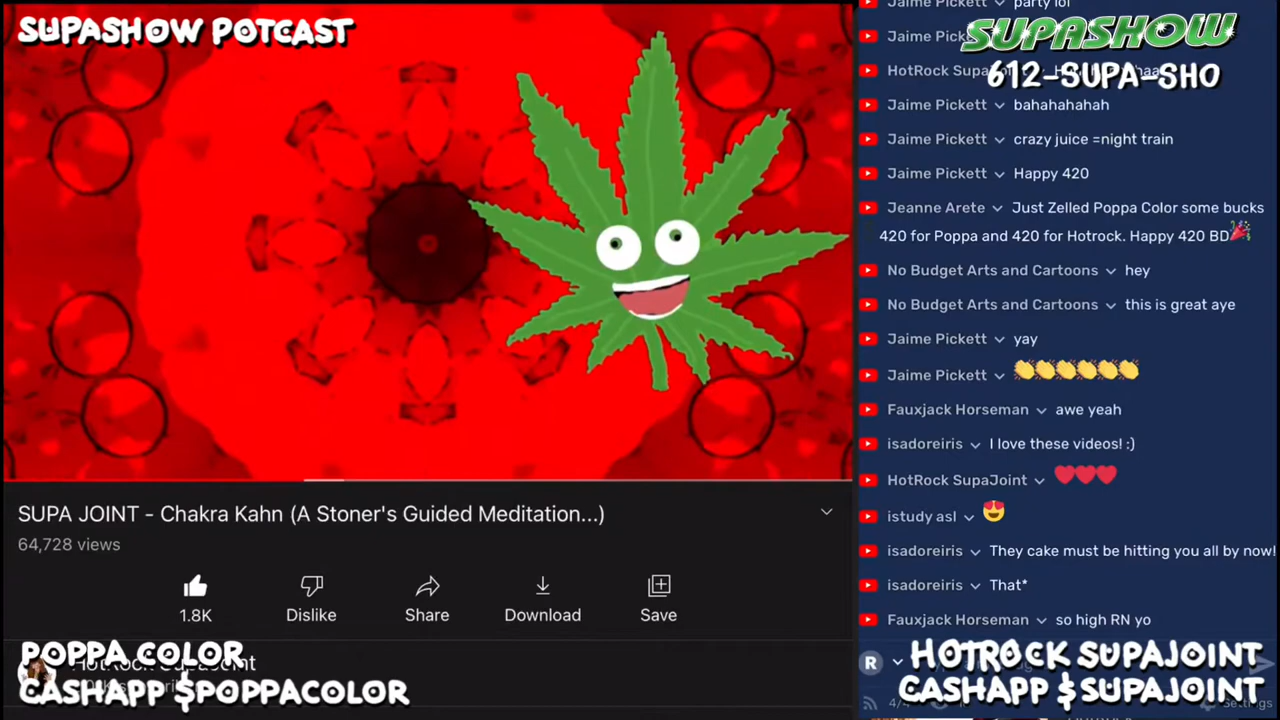 SUPASHOW POTCAST
SUPA JOINT - Chakra Kahn (A Stoner's Guided Meditation...)
64,728 views
1.8K
Dislike
Share
Download
Save
HotRock SupaJoint
POPPA COLOR
CASHAPP $POPPACOLOR
SUPASHOW
612-SUPA-SHO
Jaime Pickett party lol
Jaime
HotRock
Jaime Pickett bahahahahah
Jaime Pickett crazy juice =night train
Jaime Pickett Happy 420
Jeanne Arete Just Zelled Poppa Color some bucks
420 for Poppa and 420 for Hotrock. Happy 420 BD🎉
No Budget Arts and Cartoons hey
No Budget Arts and Cartoons this is great aye
Jaime Pickett yay
Jaime Pickett 👏👏👏👏👏👏
Fauxjack Horseman awe yeah
isadoreiris I love these videos! :)
HotRock SupaJoint ❤❤❤
istudy asl 😍
isadoreiris They cake must be hitting you all by now!
isadoreiris That*
Fauxjack Horseman so high RN yo
R
HOTROCK SUPAJOINT
CASHAPP $SUPAJOINT
4/4
Settings